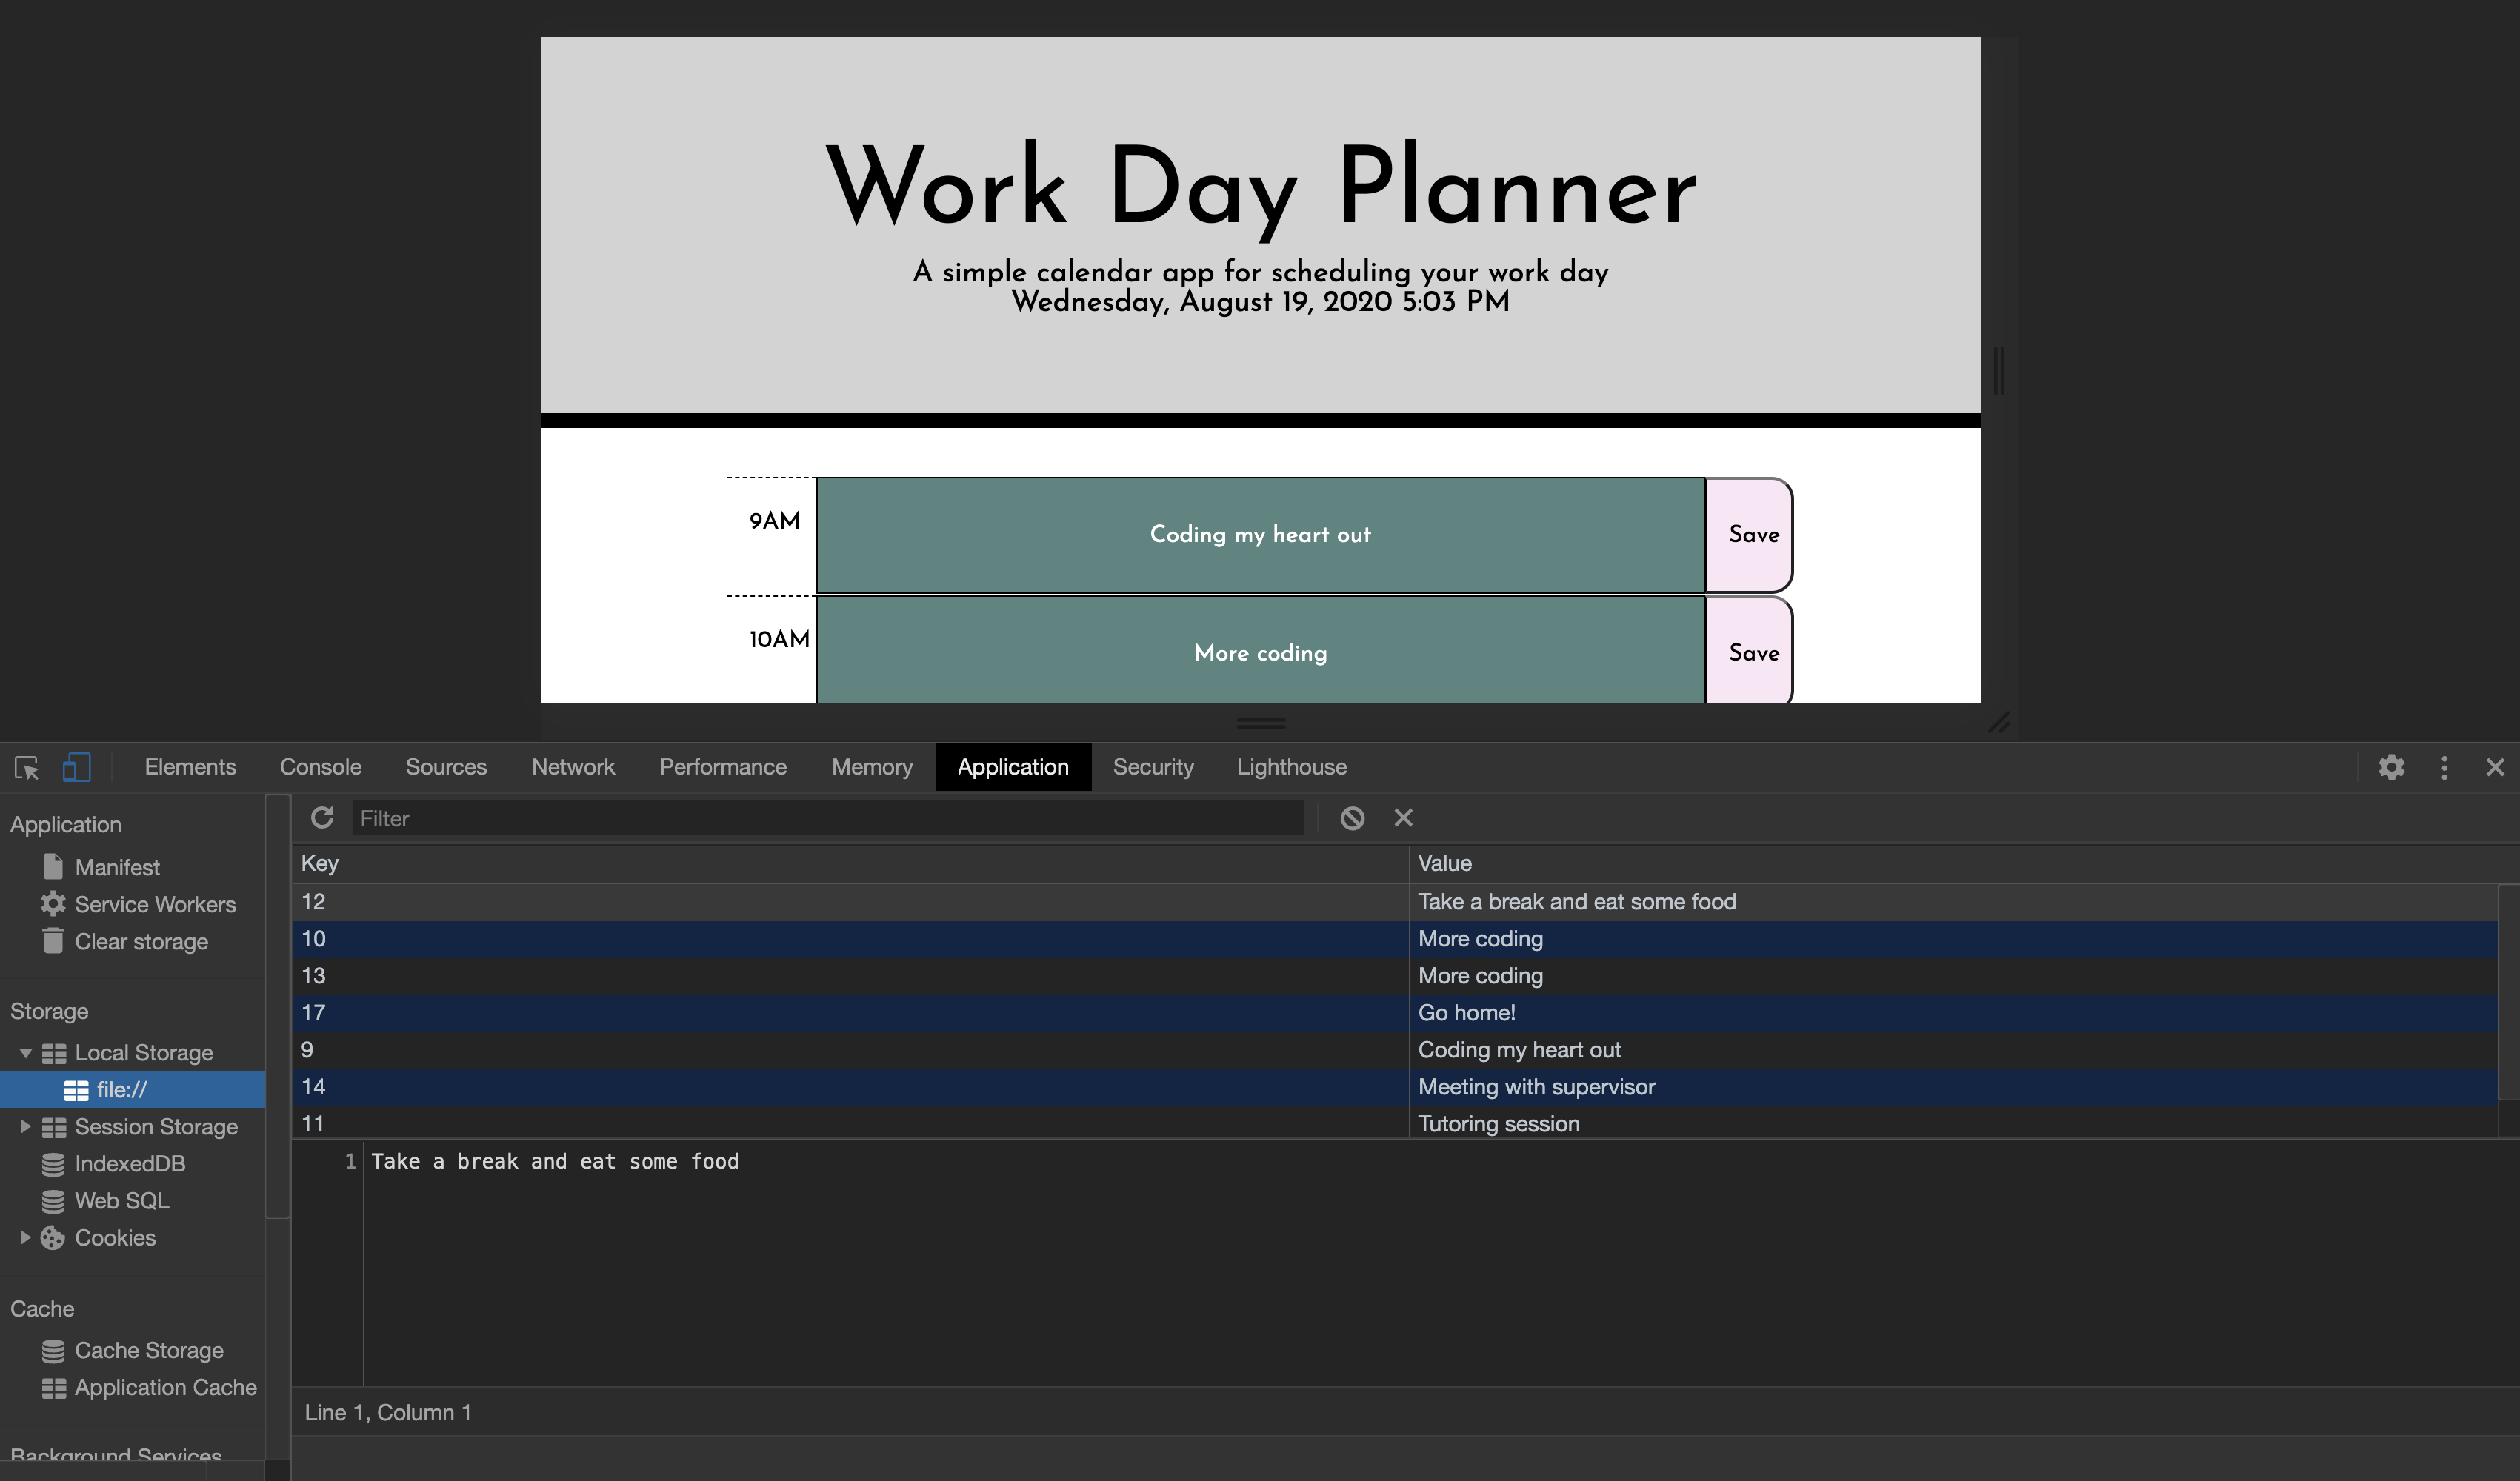 Work Day Planner
A simple calendar app for scheduling your work day
Wednesday, August 19, 2020 5:03 PM
9AM
Coding my heart out
Save
10AM
More coding
Save
Elements Console Sources Network Performance Memory Application Security Lighthouse
Application
Manifest
Service Workers
Clear storage
Storage
Local Storage
file://
Session Storage
IndexedDB
Web SQL
Cookies
Cache
Cache Storage
Application Cache
Background Services
Filter
Key Value
12 Take a break and eat some food
10 More coding
13 More coding
17 Go home!
9 Coding my heart out
14 Meeting with supervisor
11 Tutoring session
1 Take a break and eat some food
Line 1, Column 1